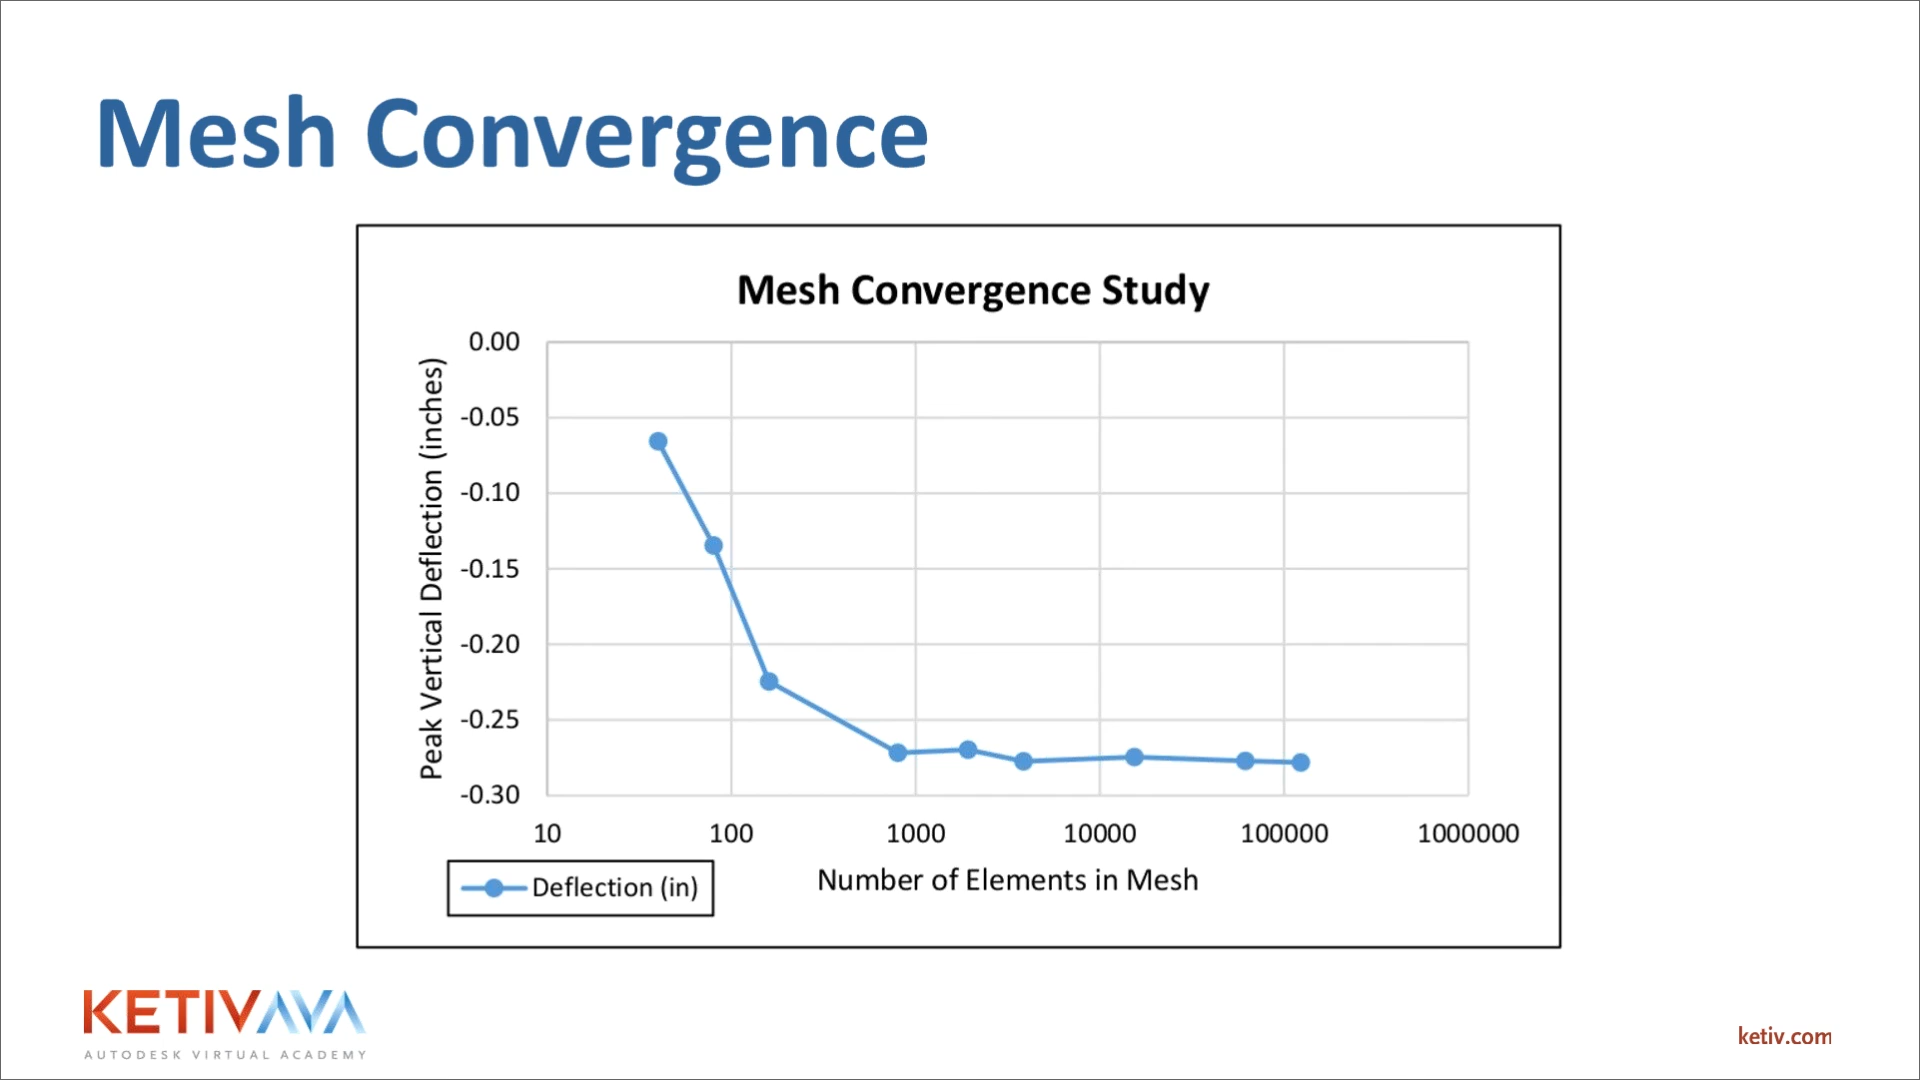 Mesh Convergence
Mesh Convergence Study
Peak Vertical Deflection (inches)
0.00
-0.05
-0.10
-0.15
-0.20
-0.25
-0.30
10 100 1000 10000 100000 1000000
Number of Elements in Mesh
Deflection (in)
KETIVAVA
AUTODESK VIRTUAL ACADEMY
ketiv.com